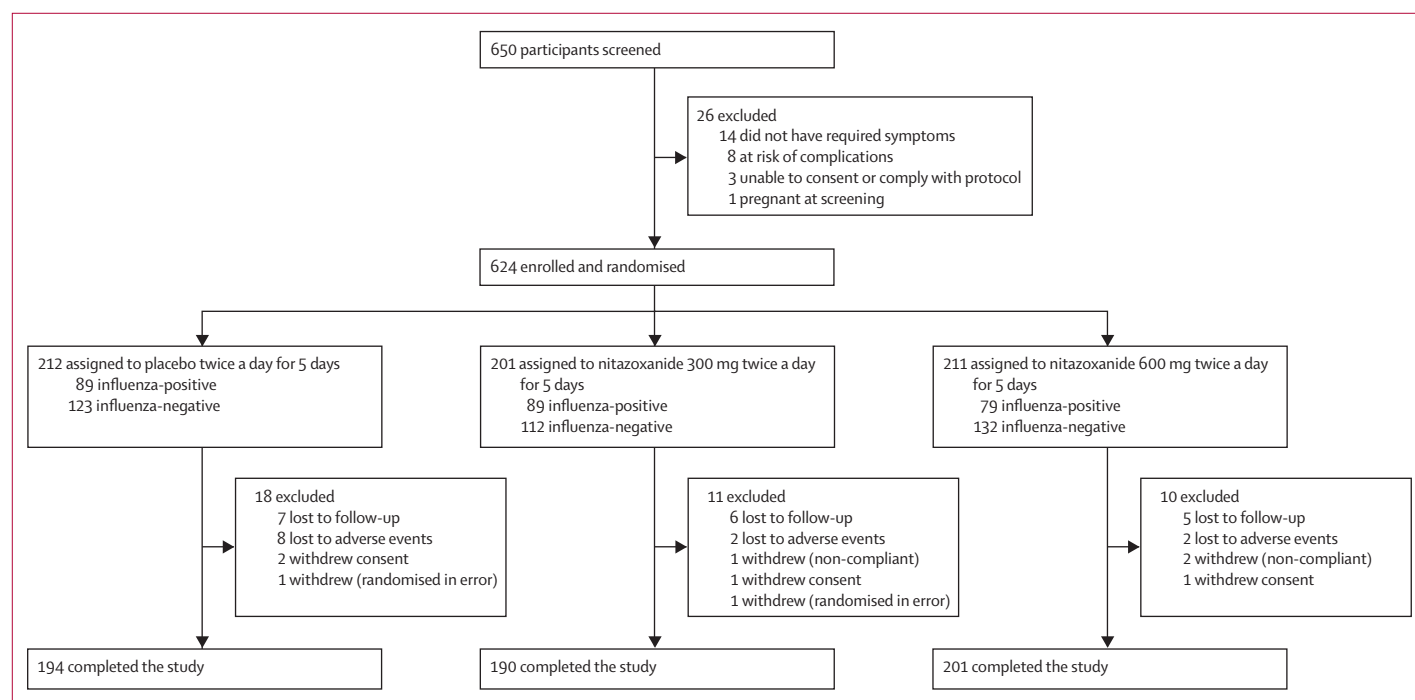 650 participants screened
26 excluded
14 did not have required symptoms
8 at risk of complications
3 unable to consent or comply with protocol
1 pregnant at screening
624 enrolled and randomised
212 assigned to placebo twice a day for 5 days
89 influenza-positive
123 influenza-negative
201 assigned to nitazoxanide 300 mg twice a day
for 5 days
89 influenza-positive
112 influenza-negative
211 assigned to nitazoxanide 600 mg twice a day
for 5 days
79 influenza-positive
132 influenza-negative
18 excluded
7 lost to follow-up
8 lost to adverse events
2 withdrew consent
1 withdrew (randomised in error)
11 excluded
6 lost to follow-up
2 lost to adverse events
1 withdrew (non-compliant)
1 withdrew consent
1 withdrew (randomised in error)
10 excluded
5 lost to follow-up
2 lost to adverse events
2 withdrew (non-compliant)
1 withdrew consent
194 completed the study
190 completed the study
201 completed the study